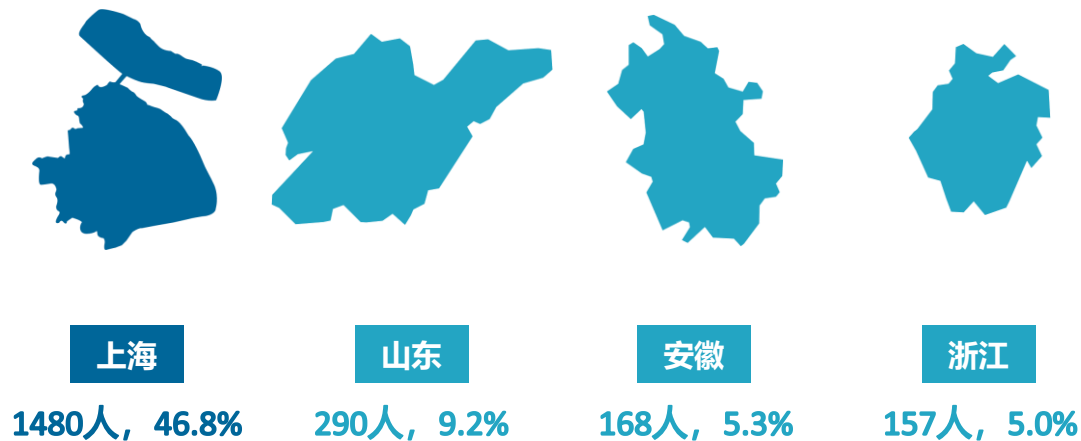 上海
山东
安徽
浙江
1480人，46.8%
290人，9.2%
168人，5.3%
157人，5.0%